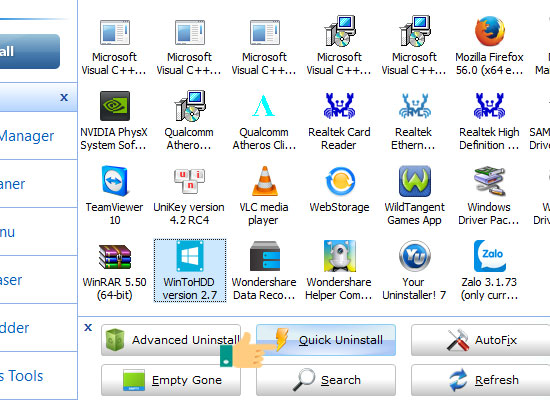 all
x
Manager
aner
nu
aser
dder
s Tools
Microsoft Visual C++...
Microsoft Visual C++...
Microsoft Visual C++...
Microsoft Visual C++...
Microsoft Visual C++...
Mozilla Firefox 56.0 (x64 e...
NVIDIA PhysX System Sof...
Qualcomm Athero...
Qualcomm Atheros Cli...
Realtek Card Reader
Realtek Ethern...
Realtek High Definition ...
SAM
Drive
TeamViewer 10
UniKey version 4.2 RC4
VLC media player
WebStorage
WildTangent Games App
Windows Driver Pac...
Window
Driver
WinRAR 5.50 (64-bit)
WinToHDD version 2.7
Wondershare Data Reco...
Wondershare Helper Com...
Your Uninstaller! 7
Zalo 3.1.73 (only curr...
x
Advanced Uninstall
Quick Uninstall
AutoFix
Empty Gone
Search
Refresh